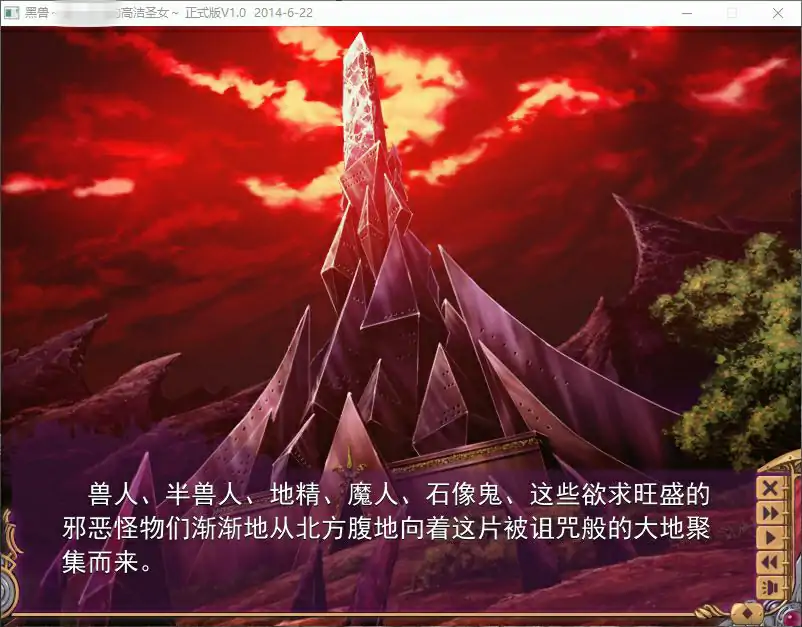 黑兽~ 的高洁圣女~ 正式版V1.0 2014-6-22
兽人、半兽人、地精、魔人、石像鬼、这些欲求旺盛的
邪恶怪物们渐渐地从北方腹地向着这片被诅咒般的大地聚
集而来。